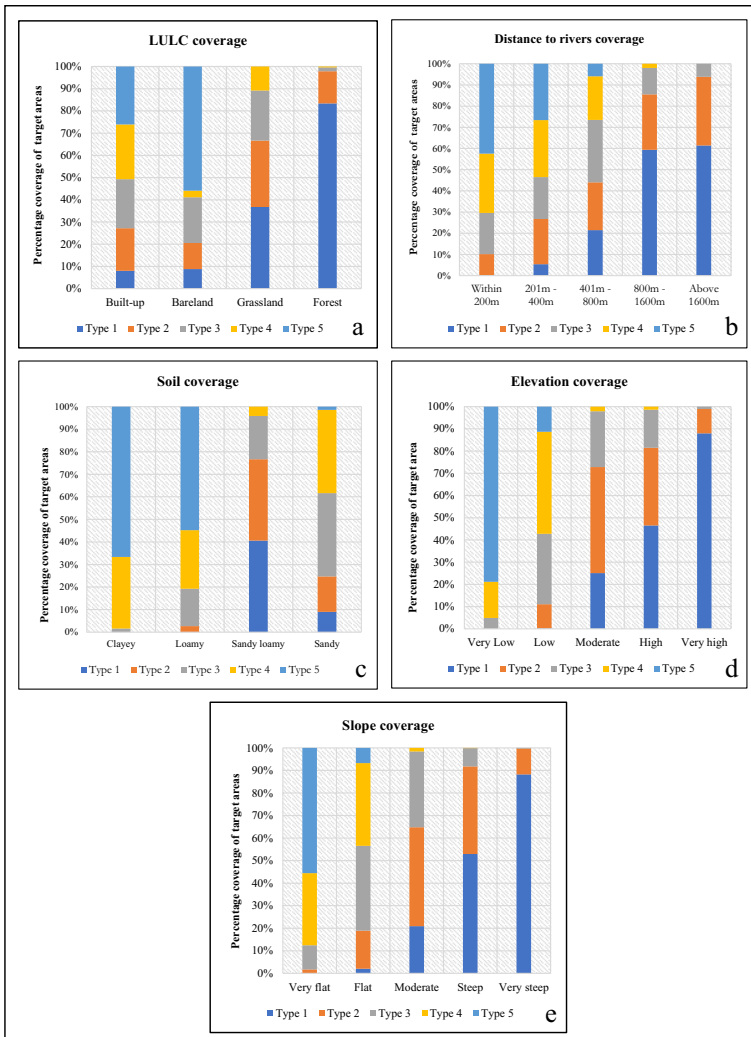 LULC coverage
Percentage coverage of target areas
100%
90%
80%
70%
60%
50%
40%
30%
20%
10%
0%
Built-up Bareland Grassland Forest
Type 1 Type 2 Type 3 Type 4 Type 5
a
Distance to rivers coverage
Percentage coverage of target areas
100%
90%
80%
70%
60%
50%
40%
30%
20%
10%
0%
Within 201m - 401m - 800m - Above
200m 400m 800m 1600m 1600m
Type 1 Type 2 Type 3 Type 4 Type 5
b
Soil coverage
Percentage coverage of target areas
100%
90%
80%
70%
60%
50%
40%
30%
20%
10%
0%
Clayey Loamy Sandy loamy Sandy
Type 1 Type 2 Type 3 Type 4 Type 5
c
Elevation coverage
Percentage coverage of target area
100%
90%
80%
70%
60%
50%
40%
30%
20%
10%
0%
Very Low Low Moderate High Very high
Type 1 Type 2 Type 3 Type 4 Type 5
d
Slope coverage
Percentage coverage of target areas
100%
90%
80%
70%
60%
50%
40%
30%
20%
10%
0%
Very flat Flat Moderate Steep Very steep
Type 1 Type 2 Type 3 Type 4 Type 5
e